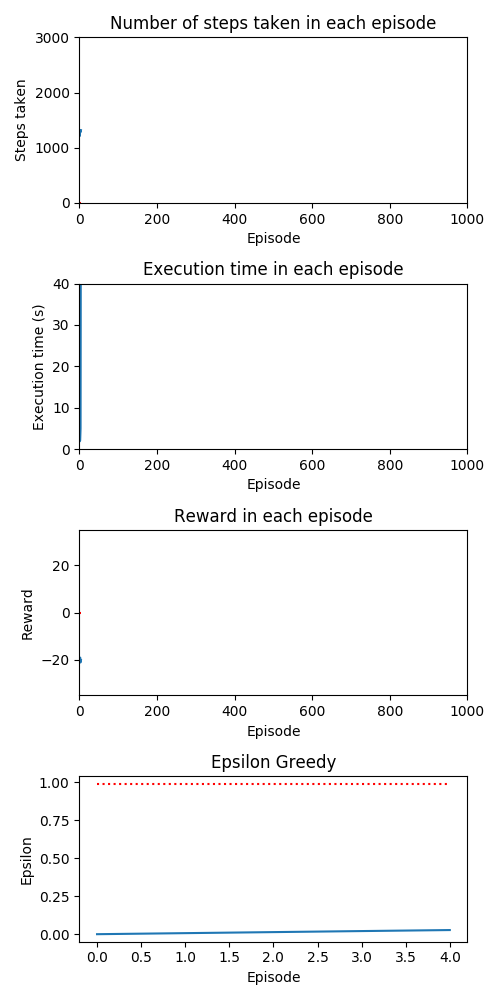 Number of steps taken in each episode
3000
2000
1000
0
Steps taken
0 200 400 600 800 1000
Episode
Execution time in each episode
40
30
20
10
0
Execution time (s)
0 200 400 600 800 1000
Episode
Reward in each episode
20
0
−20
Reward
0 200 400 600 800 1000
Episode
Epsilon Greedy
1.00
0.75
0.50
0.25
0.00
Epsilon
0.0 0.5 1.0 1.5 2.0 2.5 3.0 3.5 4.0
Episode